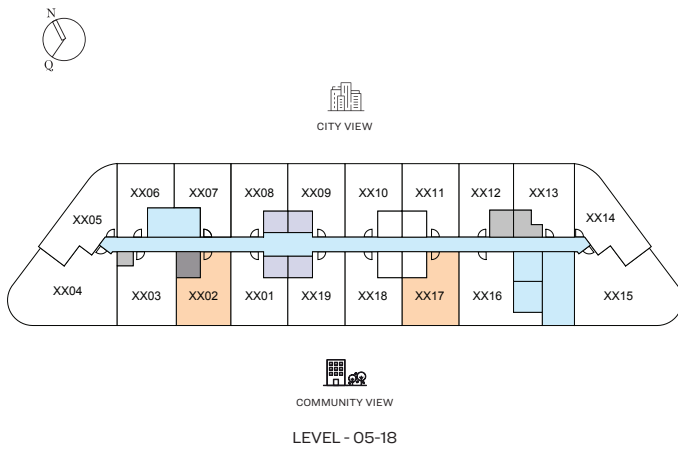 N
Q
CITY VIEW
XX06 XX07 XX08 XX09 XX10 XX11 XX12 XX13
XX05 XX14
XX04 XX03 XX02 XX01 XX19 XX18 XX17 XX16 XX15
COMMUNITY VIEW
LEVEL - 05-18